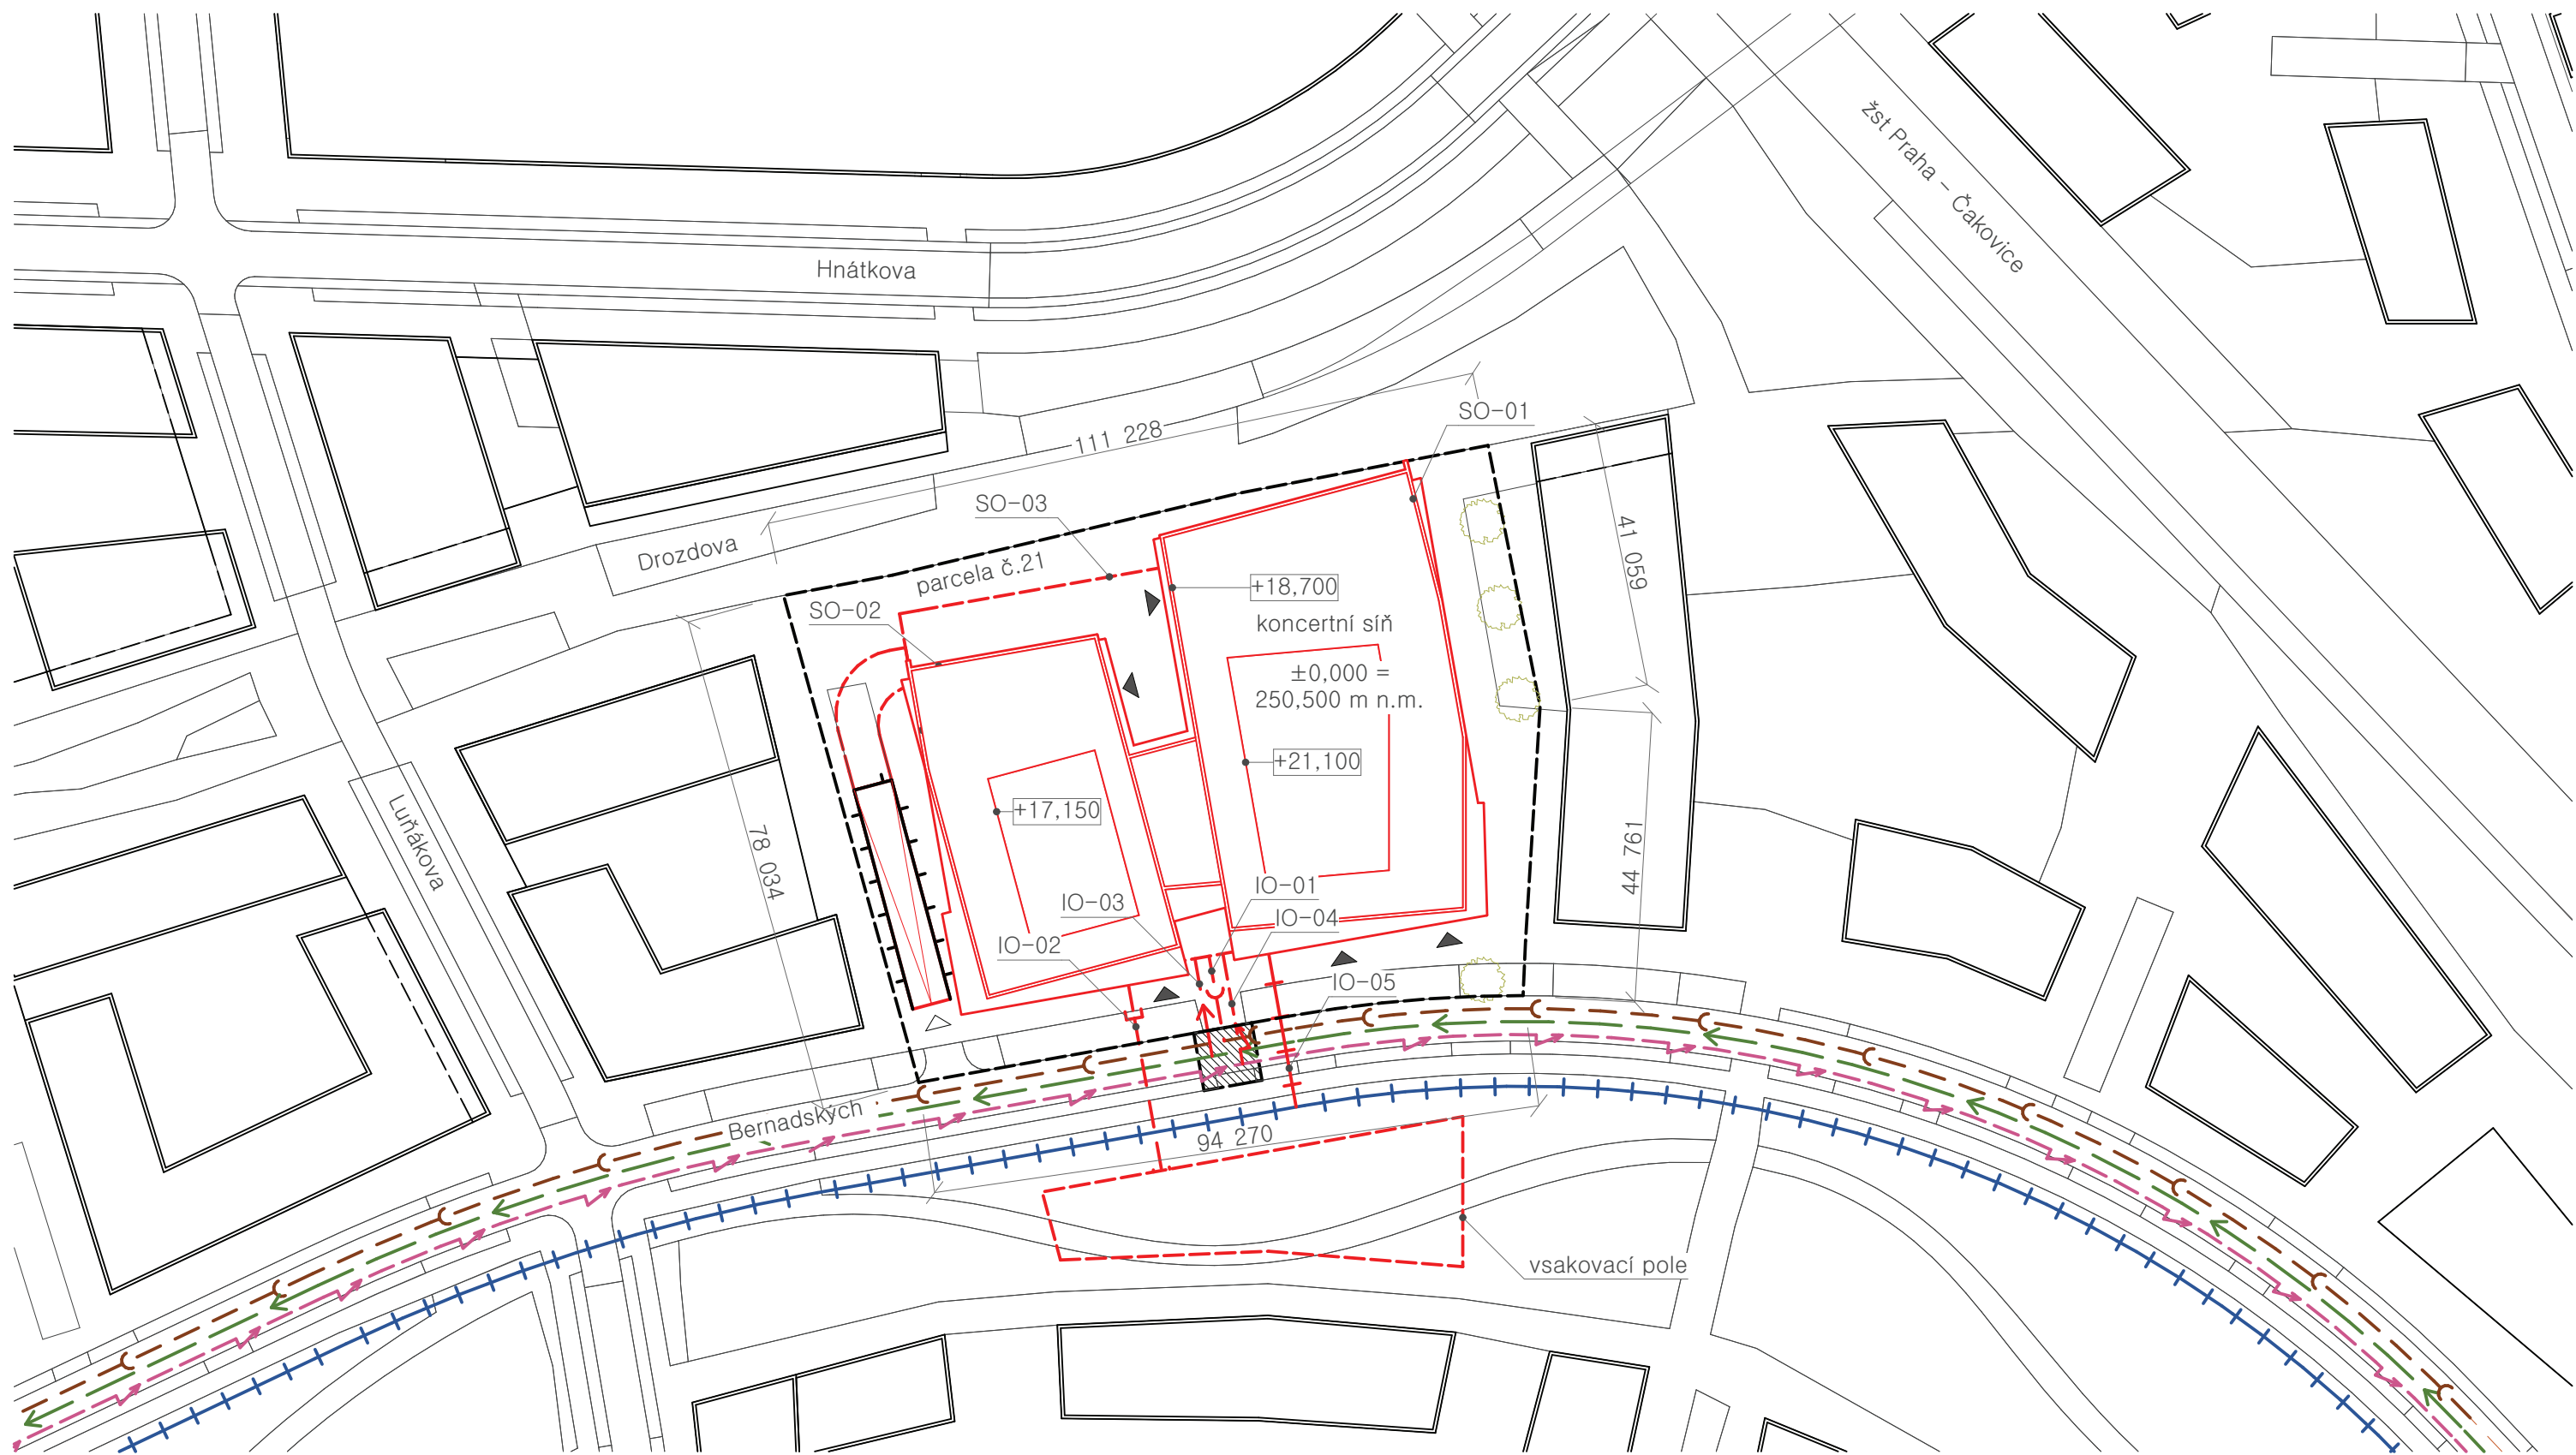 žst Praha – Čakovice
Hnátkova
SO-01
111 228
SO-03
41 059
Drozdova
parcela č.21
+18,700
SO-02
koncertní síň
±0,000 =
250,500 m n.m.
+21,100
+17,150
Luňákova
78 034
44 761
IO-01
IO-03
IO-04
IO-02
IO-05
Bernadských
94 270
vsakovací pole